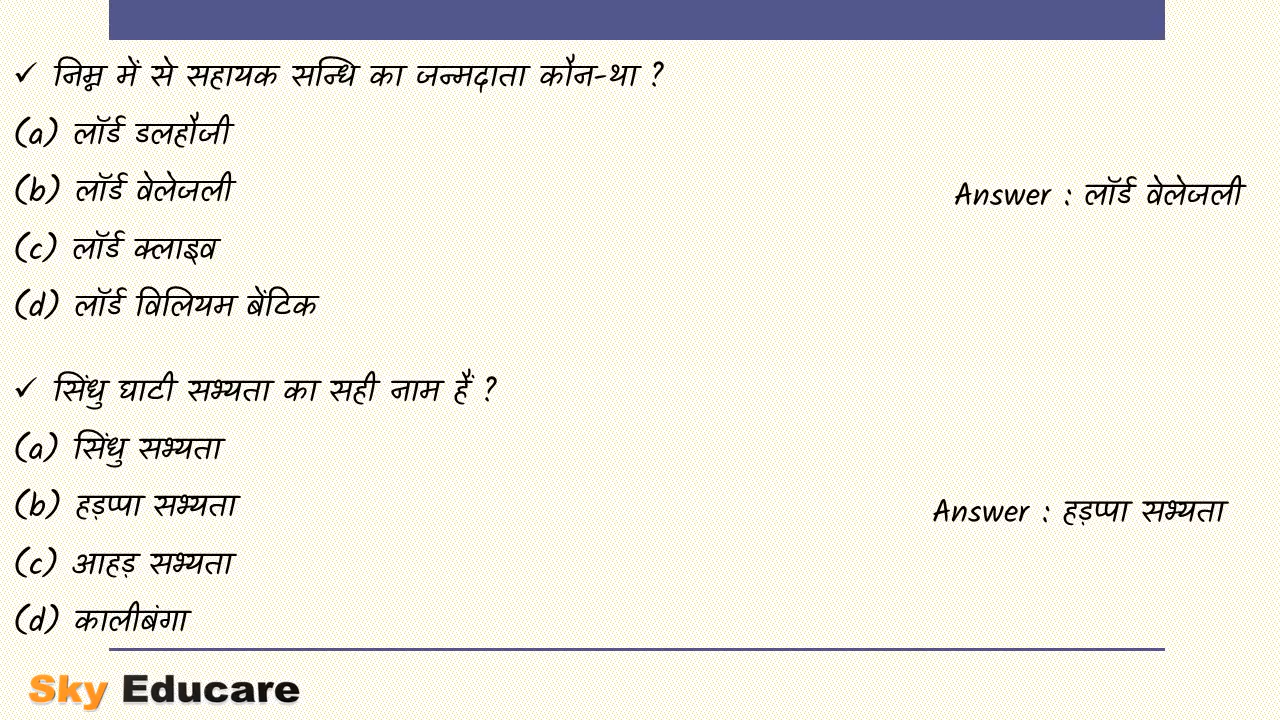 ✓ निम्न में से सहायक सन्धि का जन्मदाता कौन-था ?
(a) लॉर्ड डलहौजी
(b) लॉर्ड वेलेजली
Answer : लॉर्ड वेलेजली
(c) लॉर्ड क्लाइव
(d) लॉर्ड विलियम बेंटिक
✓ सिंधु घाटी सभ्यता का सही नाम हैं ?
(a) सिंधु सभ्यता
(b) हड़प्पा सभ्यता
Answer : हड़प्पा सभ्यता
(c) आहड़ सभ्यता
(d) कालीबंगा
Sky Educare